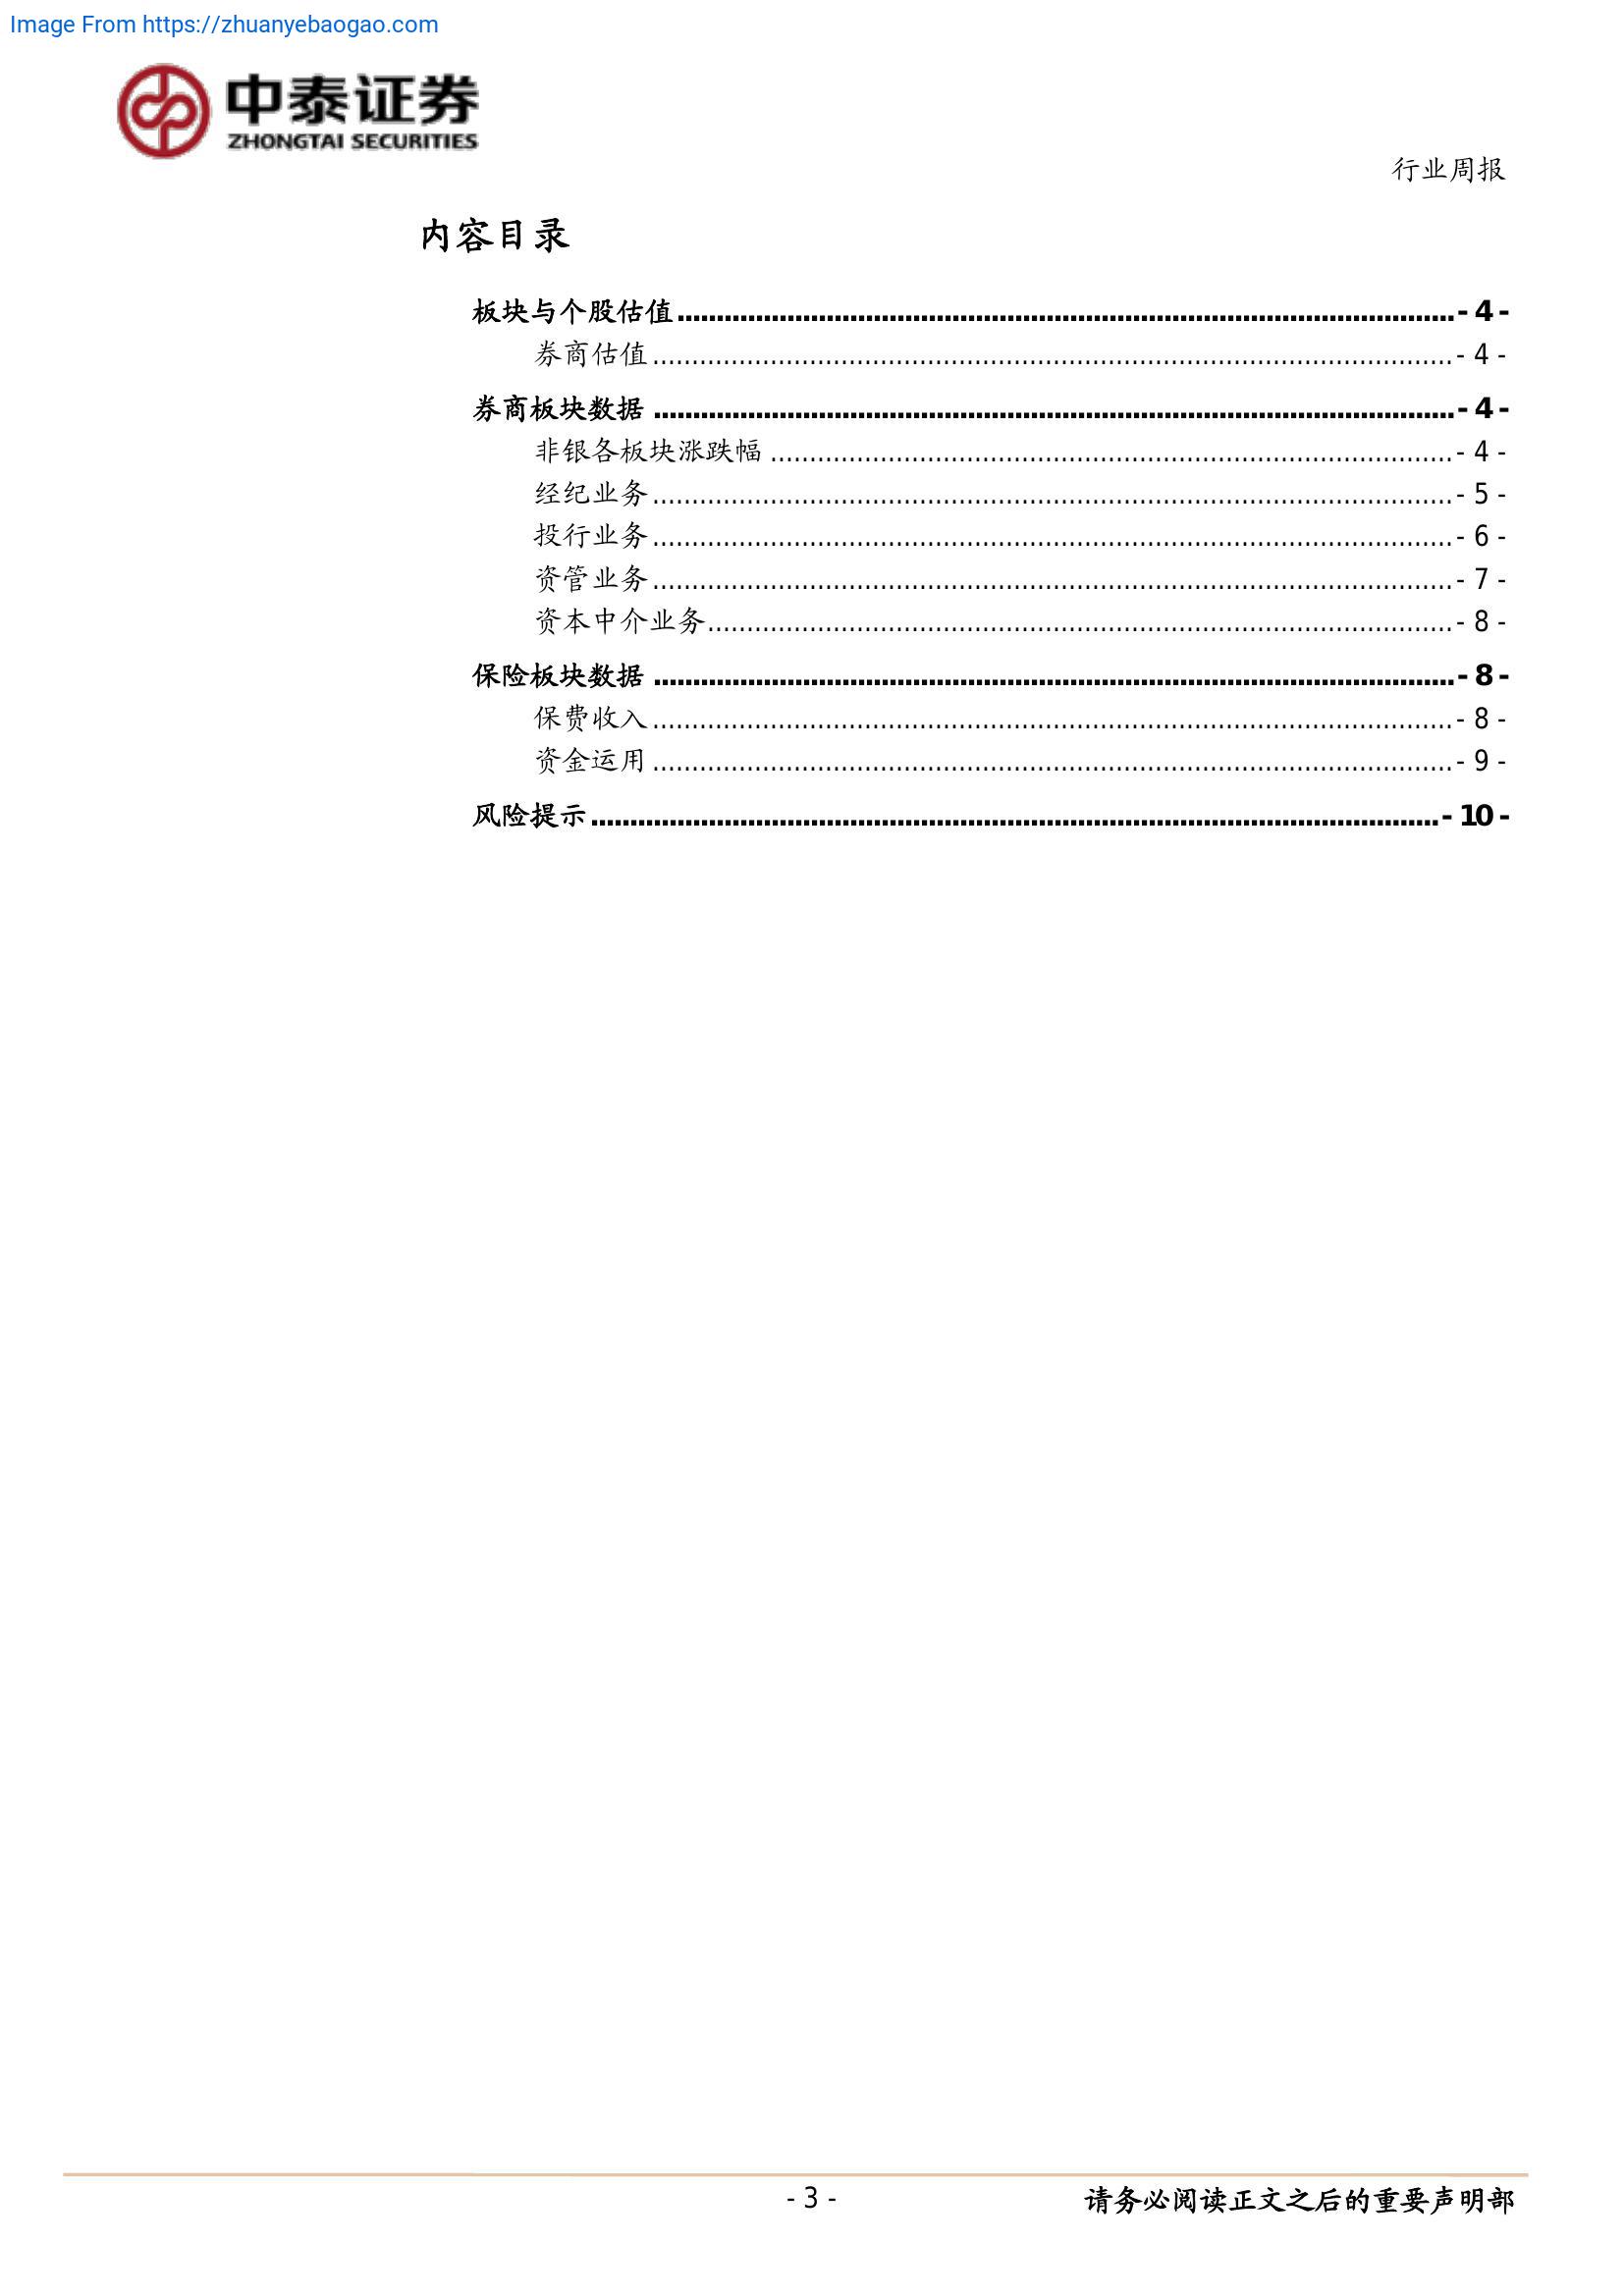 Image From https://zhuanyebaogao.com
中泰证券
ZHONGTAI SECURITIES
行业周报
内容目录
板块与个股估值....................- 4 -
券商估值....................- 4 -
券商板块数据....................- 4 -
非银各板块涨跌幅....................- 4 -
经纪业务....................- 5 -
投行业务....................- 6 -
资管业务....................- 7 -
资本中介业务....................- 8 -
保险板块数据....................- 8 -
保费收入....................- 8 -
资金运用....................- 9 -
风险提示....................- 10 -
- 3 -
请务必阅读正文之后的重要声明部